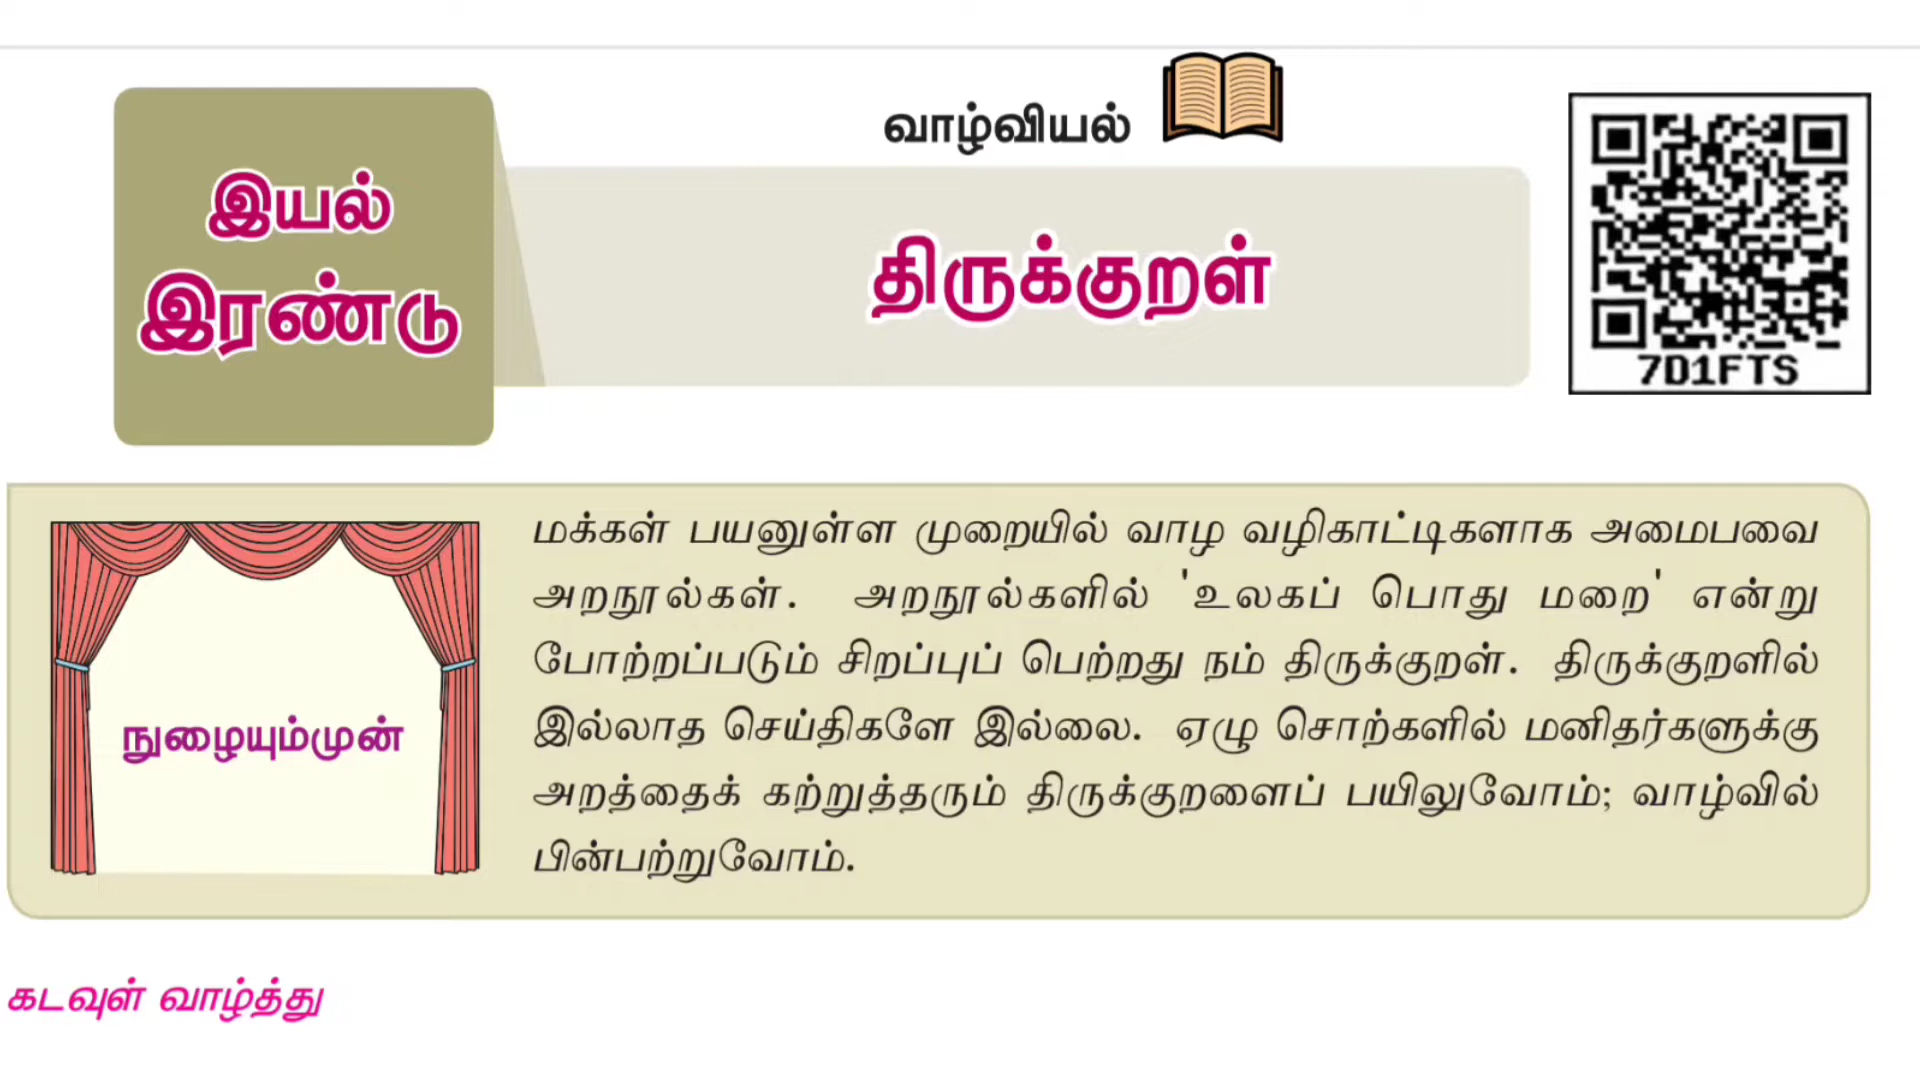 வாழ்வியல்
இயல்
இரண்டு
திருக்குறள்
7D1FTS
நுழையும்முன்
மக்கள் பயனுள்ள முறையில் வாழ வழிகாட்டிகளாக அமைபவை
அறநூல்கள். அறநூல்களில் 'உலகப் பொது மறை' என்று
போற்றப்படும் சிறப்புப் பெற்றது நம் திருக்குறள். திருக்குறளில்
இல்லாத செய்திகளே இல்லை. ஏழு சொற்களில் மனிதர்களுக்கு
அறத்தைக் கற்றுத்தரும் திருக்குறளைப் பயிலுவோம்; வாழ்வில்
பின்பற்றுவோம்.
கடவுள் வாழ்த்து